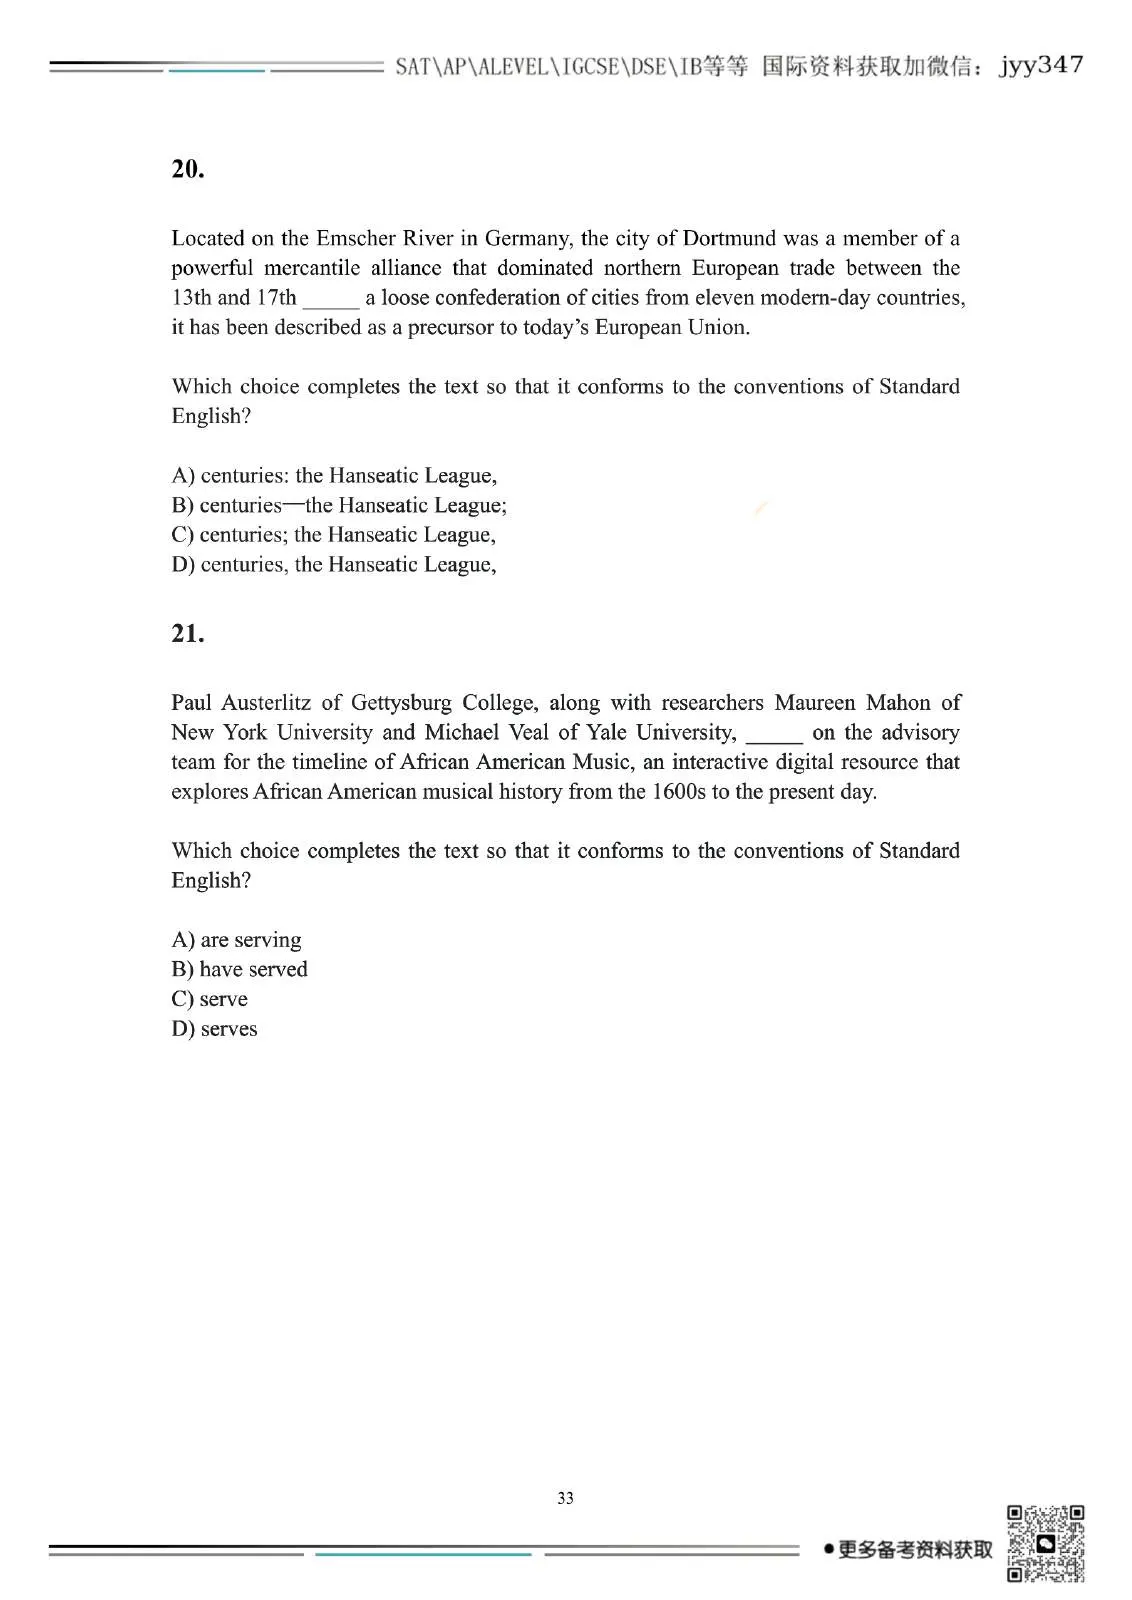 SAT\AP\ALEVEL\IGCSE\DSE\IB等等 国际资料获取加微信: jyy347
20.
Located on the Emscher River in Germany, the city of Dortmund was a member of a
powerful mercantile alliance that dominated northern European trade between the
13th and 17th _____ a loose confederation of cities from eleven modern-day countries,
it has been described as a precursor to today's European Union.
Which choice completes the text so that it conforms to the conventions of Standard
English?
A) centuries: the Hanseatic League,
B) centuries—the Hanseatic League;
C) centuries; the Hanseatic League,
D) centuries, the Hanseatic League,
21.
Paul Austerlitz of Gettysburg College, along with researchers Maureen Mahon of
New York University and Michael Veal of Yale University, _____ on the advisory
team for the timeline of African American Music, an interactive digital resource that
explores African American musical history from the 1600s to the present day.
Which choice completes the text so that it conforms to the conventions of Standard
English?
A) are serving
B) have served
C) serve
D) serves
33
●更多备考资料获取